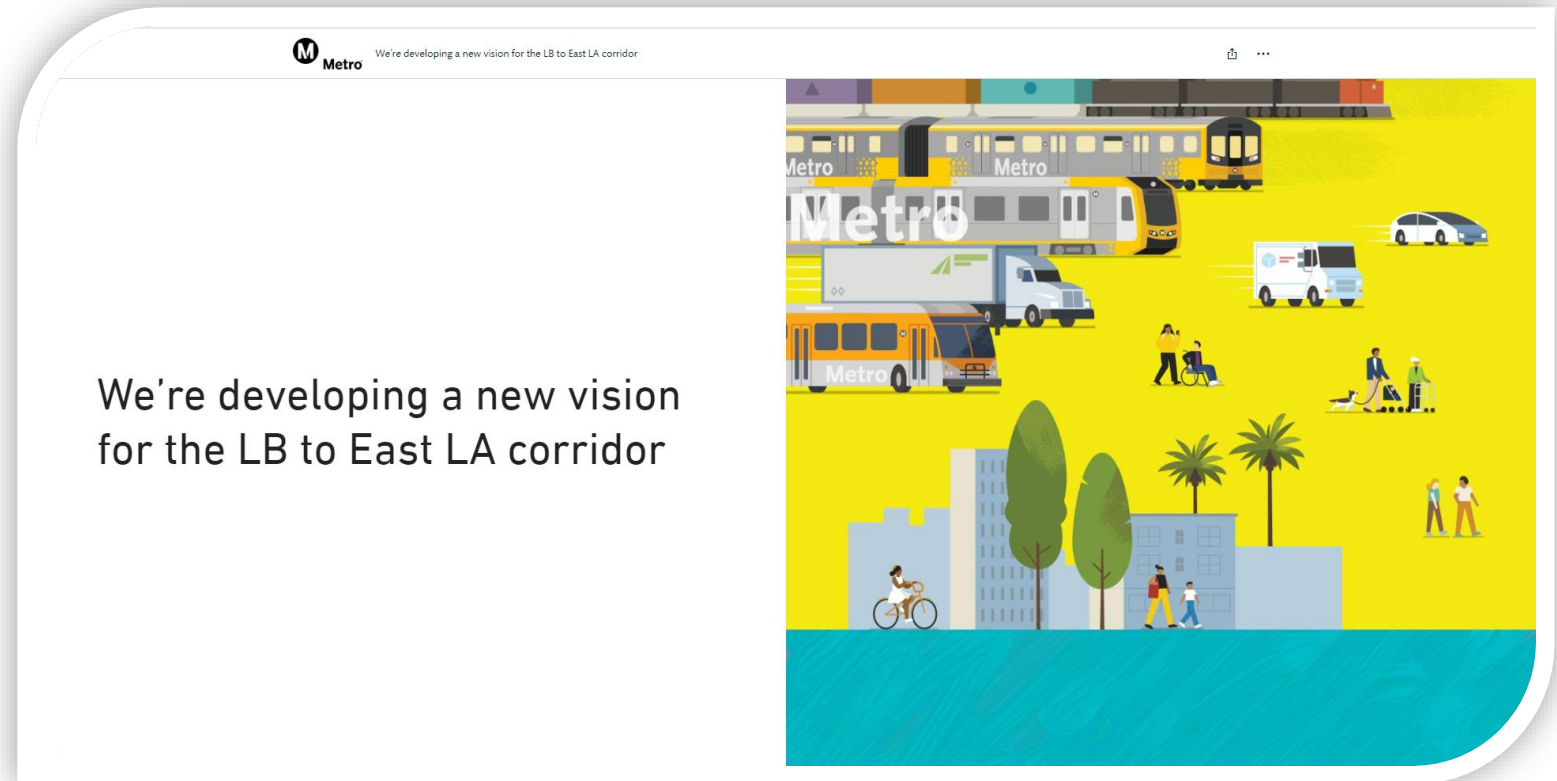 M
Metro
We're developing a new vision for the LB to East LA corridor
We're developing a new vision
for the LB to East LA corridor
Metro
Metro
Metro
Metro